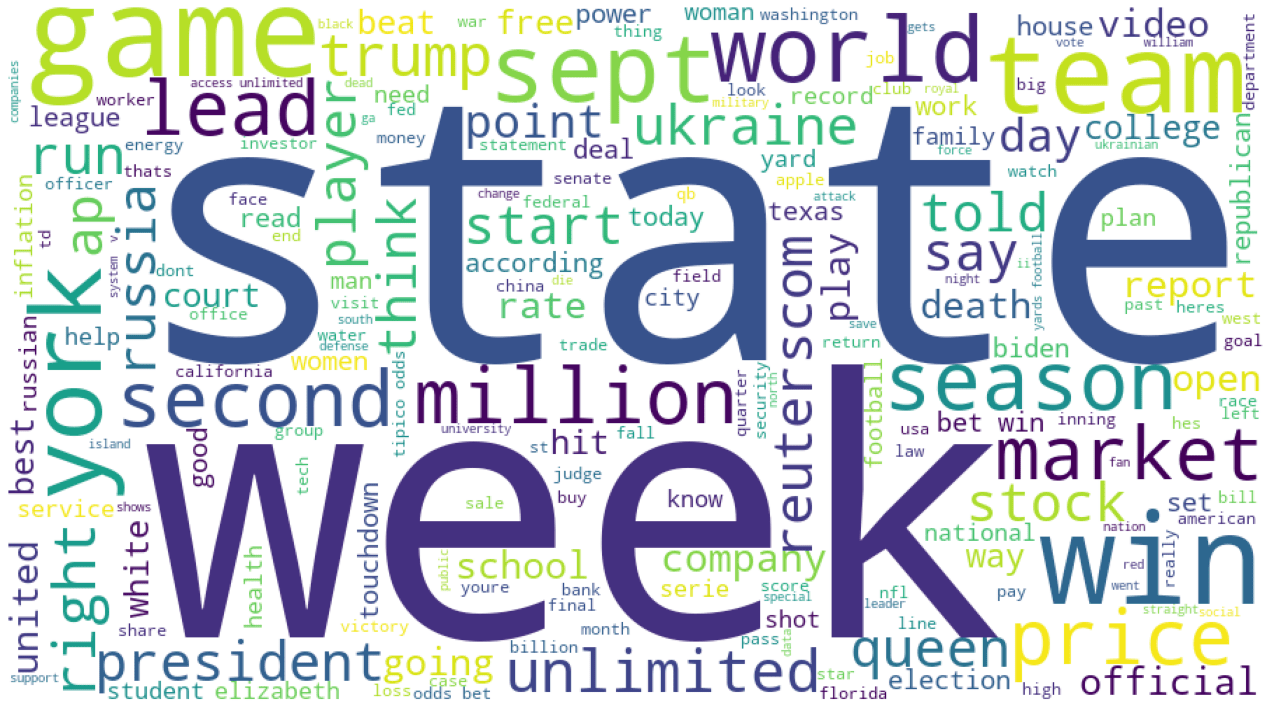 state
week
game
trump
beat
free
power
black
war
thing
woman
washington
gets
job
vote
house
video
william
department
team
world
sept
lead
access unlimited
dead
need
fed
ga
money
point
ukraine
look
military
record
club
royal
work
big
day
college
family
force
ukrainian
republican
companies
worker
league
energy
thats
investor
statement
deal
senate
yard
apple
attack
watch
run
officer
face
player
read
end
change
federal
qb
today
start
texas
told
say
plan
inflation
td
ap
system
v
russia
dont
office
man
visit
south
water
defense
think
according
china
die
field
city
rate
trade
reuterscom
play
save
return
night
ii
death
yards football
past
heres
report
west
goal
court
york
help
women
california
biden
open
race
left
best
russian
second
million
quarter
security
north
season
football
usa
bet win
inning
hes
law
fan
market
island
good
group
tech
tipico odds
university
st
hit
fall
judge
buy
know
sale
stock
set
bill
american
nation
national
really
service
shows
white
touchdown
school
company
way
win
red
went
right
health
public
youre
bank
serie
score
special
nfl
leader
pay
straight
social
united
share
victory
final
month
data
pass
shot
line
queen
price
support
president
student
elizabeth
going
case
loss
odds bet
billion
unlimited
star
florida
election
high
official